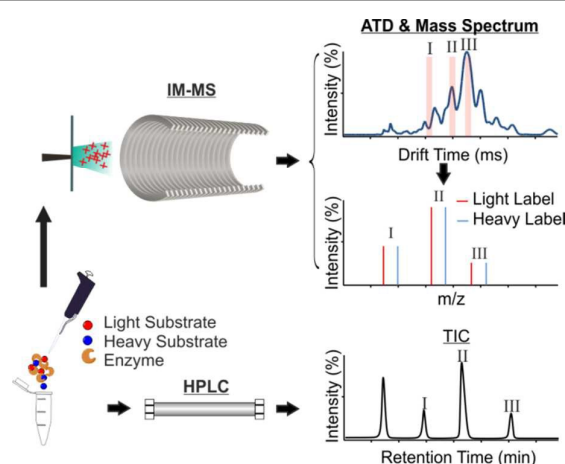 ATD & Mass Spectrum
I II III
Intensity (%)
Drift Time (ms)
IM-MS
Light Label
Heavy Label
I II III
Intensity (%)
m/z
Light Substrate
Heavy Substrate
Enzyme
HPLC
TIC
I II III
Intensity (%)
Retention Time (min)